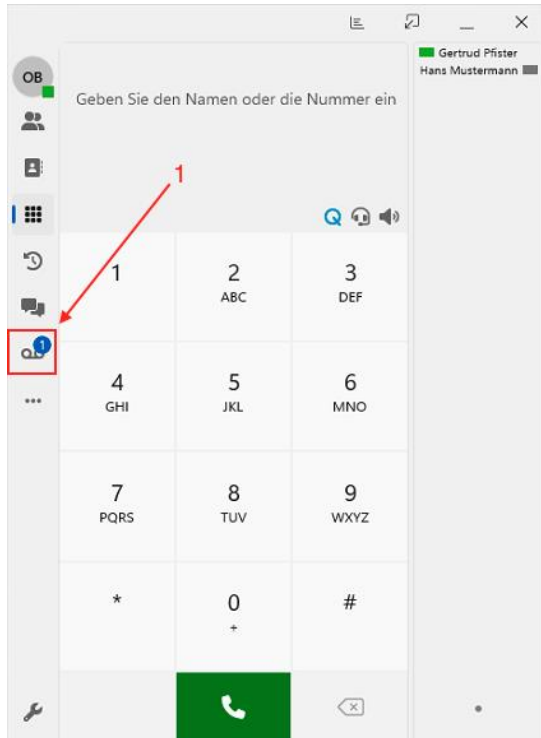 Gertrud Pfister
Hans Mustermann
OB
Geben Sie den Namen oder die Nummer ein
1
Q
1
2
3
ABC
DEF
1
4
5
6
GHI
JKL
MNO
7
8
9
PQRS
TUV
WXYZ
*
0
#
+